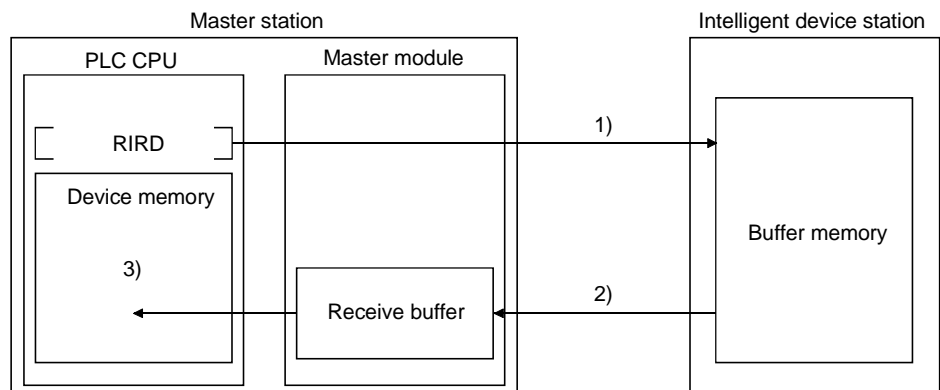 Master station
Intelligent device station
PLC CPU
Master module
RIRD
1)
Device memory
Buffer memory
3)
2)
Receive buffer